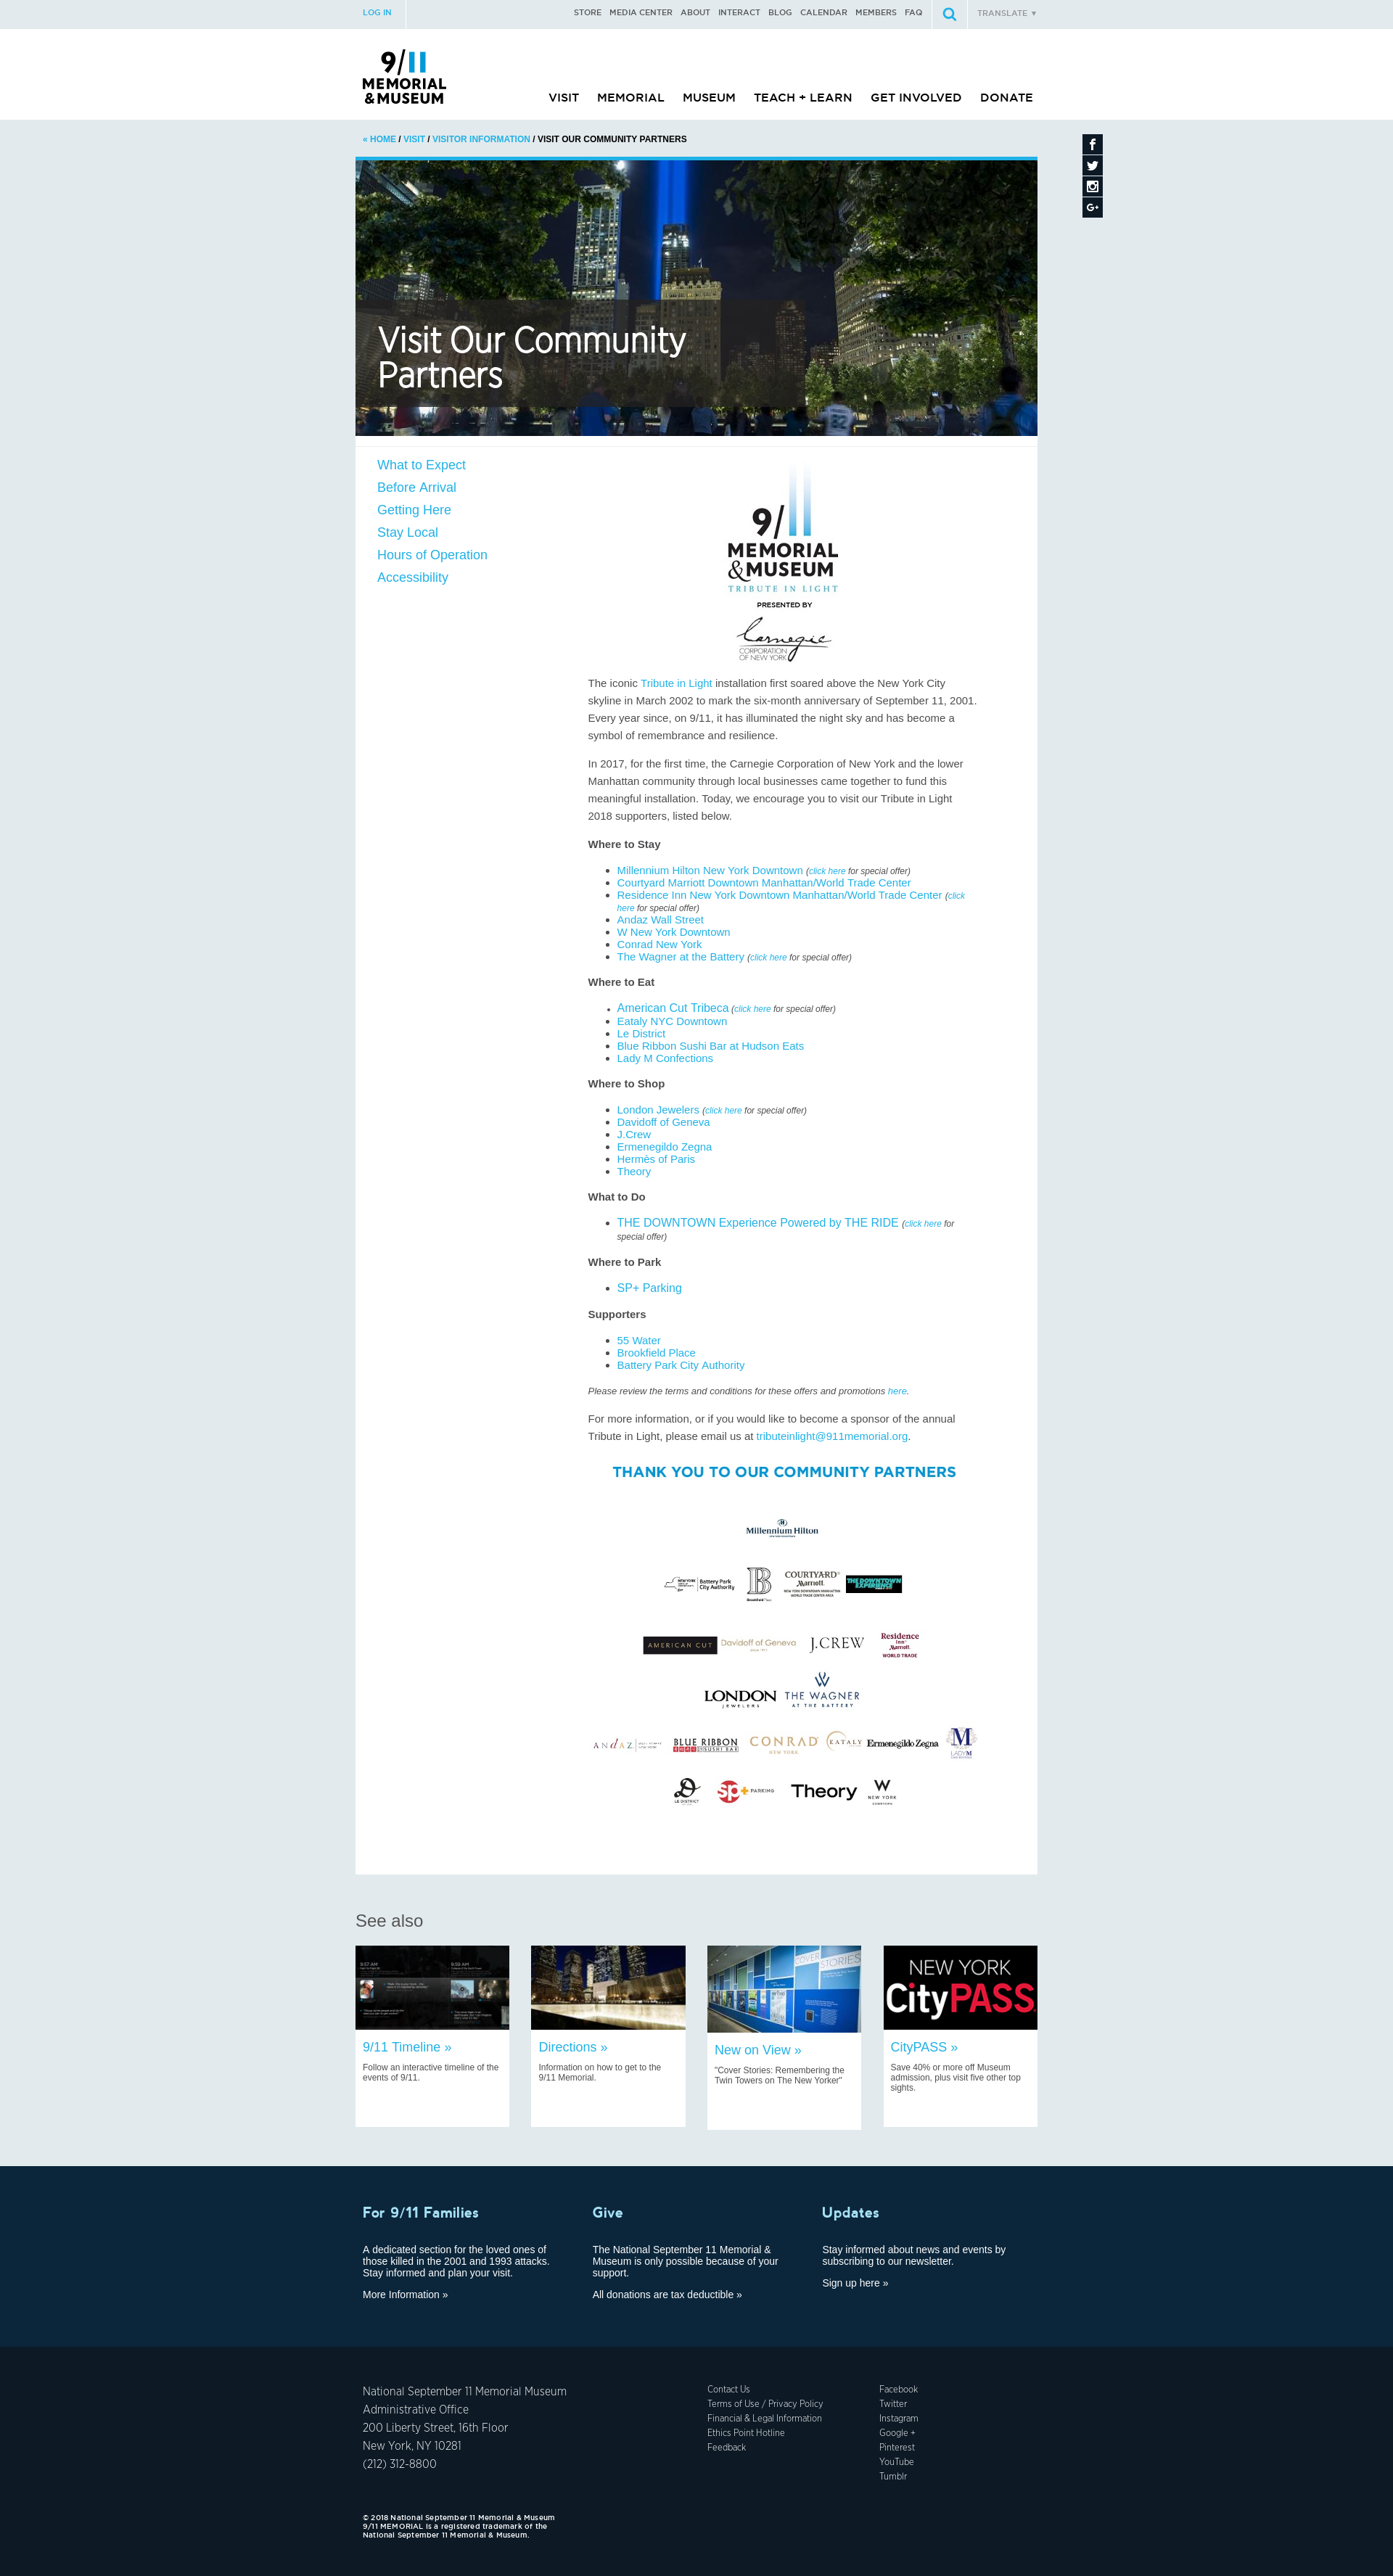 LOG IN
STORE MEDIA CENTER ABOUT INTERACT BLOG CALENDAR MEMBERS FAQ
TRANSLATE ▼
9/11
MEMORIAL
&MUSEUM
VISIT MEMORIAL MUSEUM TEACH + LEARN GET INVOLVED DONATE
« HOME / VISIT / VISITOR INFORMATION / VISIT OUR COMMUNITY PARTNERS
Visit Our Community
Partners
What to Expect
Before Arrival
Getting Here
Stay Local
Hours of Operation
Accessibility
9/11
MEMORIAL
&MUSEUM
TRIBUTE IN LIGHT
PRESENTED BY
Carnegie
CORPORATION
OF NEW YORK
The iconic Tribute in Light installation first soared above the New York City
skyline in March 2002 to mark the six-month anniversary of September 11, 2001.
Every year since, on 9/11, it has illuminated the night sky and has become a
symbol of remembrance and resilience.
In 2017, for the first time, the Carnegie Corporation of New York and the lower
Manhattan community through local businesses came together to fund this
meaningful installation. Today, we encourage you to visit our Tribute in Light
2018 supporters, listed below.
Where to Stay
Millennium Hilton New York Downtown (click here for special offer)
Courtyard Marriott Downtown Manhattan/World Trade Center
Residence Inn New York Downtown Manhattan/World Trade Center (click
here for special offer)
Andaz Wall Street
W New York Downtown
Conrad New York
The Wagner at the Battery (click here for special offer)
Where to Eat
American Cut Tribeca (click here for special offer)
Eataly NYC Downtown
Le District
Blue Ribbon Sushi Bar at Hudson Eats
Lady M Confections
Where to Shop
London Jewelers (click here for special offer)
Davidoff of Geneva
J.Crew
Ermenegildo Zegna
Hermès of Paris
Theory
What to Do
THE DOWNTOWN Experience Powered by THE RIDE (click here for
special offer)
Where to Park
SP+ Parking
Supporters
55 Water
Brookfield Place
Battery Park City Authority
Please review the terms and conditions for these offers and promotions here.
For more information, or if you would like to become a sponsor of the annual
Tribute in Light, please email us at tributeinlight@911memorial.org.
THANK YOU TO OUR COMMUNITY PARTNERS
Millennium Hilton
NEW YORK
Battery Park
City Authority
B
Brookfield Place
COURTYARD
Marriott
NEW YORK DOWNTOWN MANHATTAN
WORLD TRADE CENTER AREA
THE DOWNTOWN
EXPERIENCE
AMERICAN CUT
Davidoff of Geneva
J.CREW
Residence
Inn
Marriott
WORLD TRADE
LONDON
JEWELERS
W
THE WAGNER
AT THE BATTERY
ANdAZ
BLUE RIBBON
SUSHI BAR
CONRAD
NEW YORK
EATALY
Ermenegildo Zegna
M
LADY M
LE DISTRICT
SP+ PARKING
Theory
W
NEW YORK
DOWNTOWN
See also
8:37 AM
9:59 AM
COVER STORIES
NEW YORK
CityPASS
9/11 Timeline »
Follow an interactive timeline of the
events of 9/11.
Directions »
Information on how to get to the
9/11 Memorial.
New on View »
"Cover Stories: Remembering the
Twin Towers on The New Yorker"
CityPASS »
Save 40% or more off Museum
admission, plus visit five other top
sights.
For 9/11 Families
A dedicated section for the loved ones of
those killed in the 2001 and 1993 attacks.
Stay informed and plan your visit.
More Information »
Give
The National September 11 Memorial &
Museum is only possible because of your
support.
All donations are tax deductible »
Updates
Stay informed about news and events by
subscribing to our newsletter.
Sign up here »
National September 11 Memorial Museum
Administrative Office
200 Liberty Street, 16th Floor
New York, NY 10281
(212) 312-8800
Contact Us
Terms of Use / Privacy Policy
Financial & Legal Information
Ethics Point Hotline
Feedback
Facebook
Twitter
Instagram
Google +
Pinterest
YouTube
Tumblr
© 2018 National September 11 Memorial & Museum
9/11 MEMORIAL is a registered trademark of the
National September 11 Memorial & Museum.